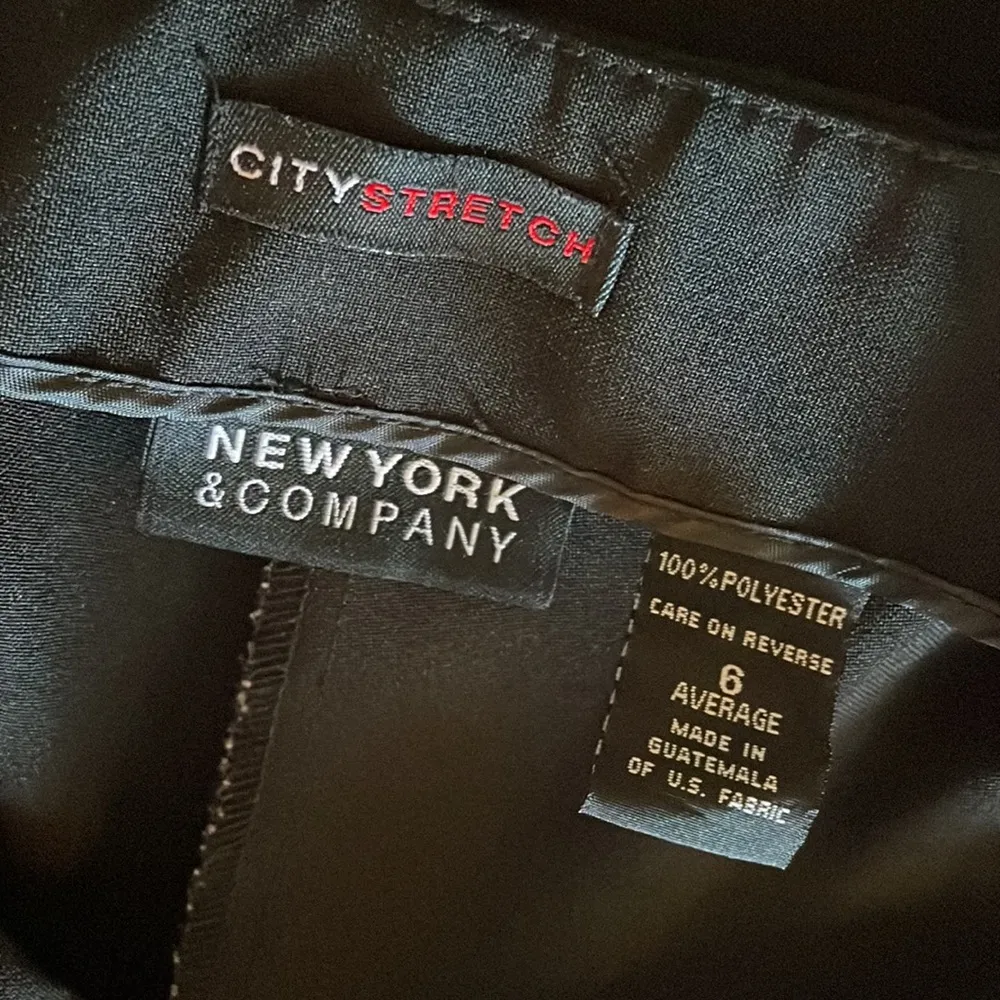 CITYSTRETCH
NEW YORK
&COMPANY
100%POLYESTER
CARE ON REVERSE
6
AVERAGE
MADE IN
GUATEMALA
OF U.S. FABRIC